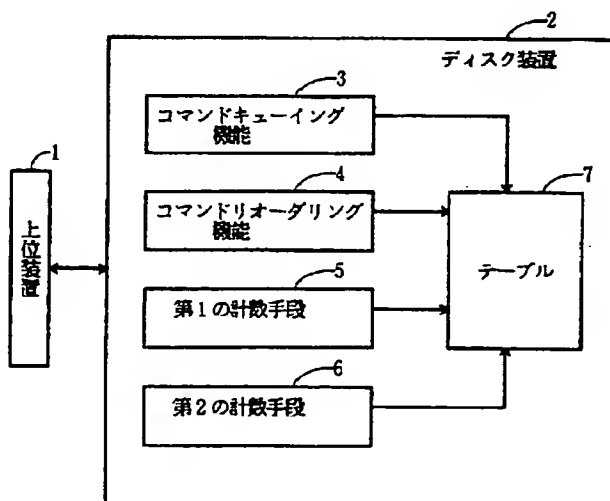 2
ディスク装置
3
コマンドキューイング
機能
1
上位装置
4
コマンドリオーダリング
機能
7
テーブル
5
第1の計数手段
6
第2の計数手段